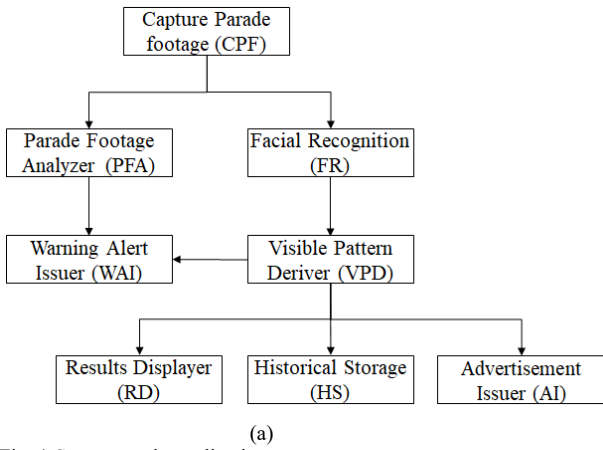 Capture Parade
footage (CPF)
Parade Footage
Analyzer (PFA)
Facial Recognition
(FR)
Warning Alert
Issuer (WAI)
Visible Pattern
Deriver (VPD)
Results Displayer
(RD)
Historical Storage
(HS)
Advertisement
Issuer (AI)
(a)